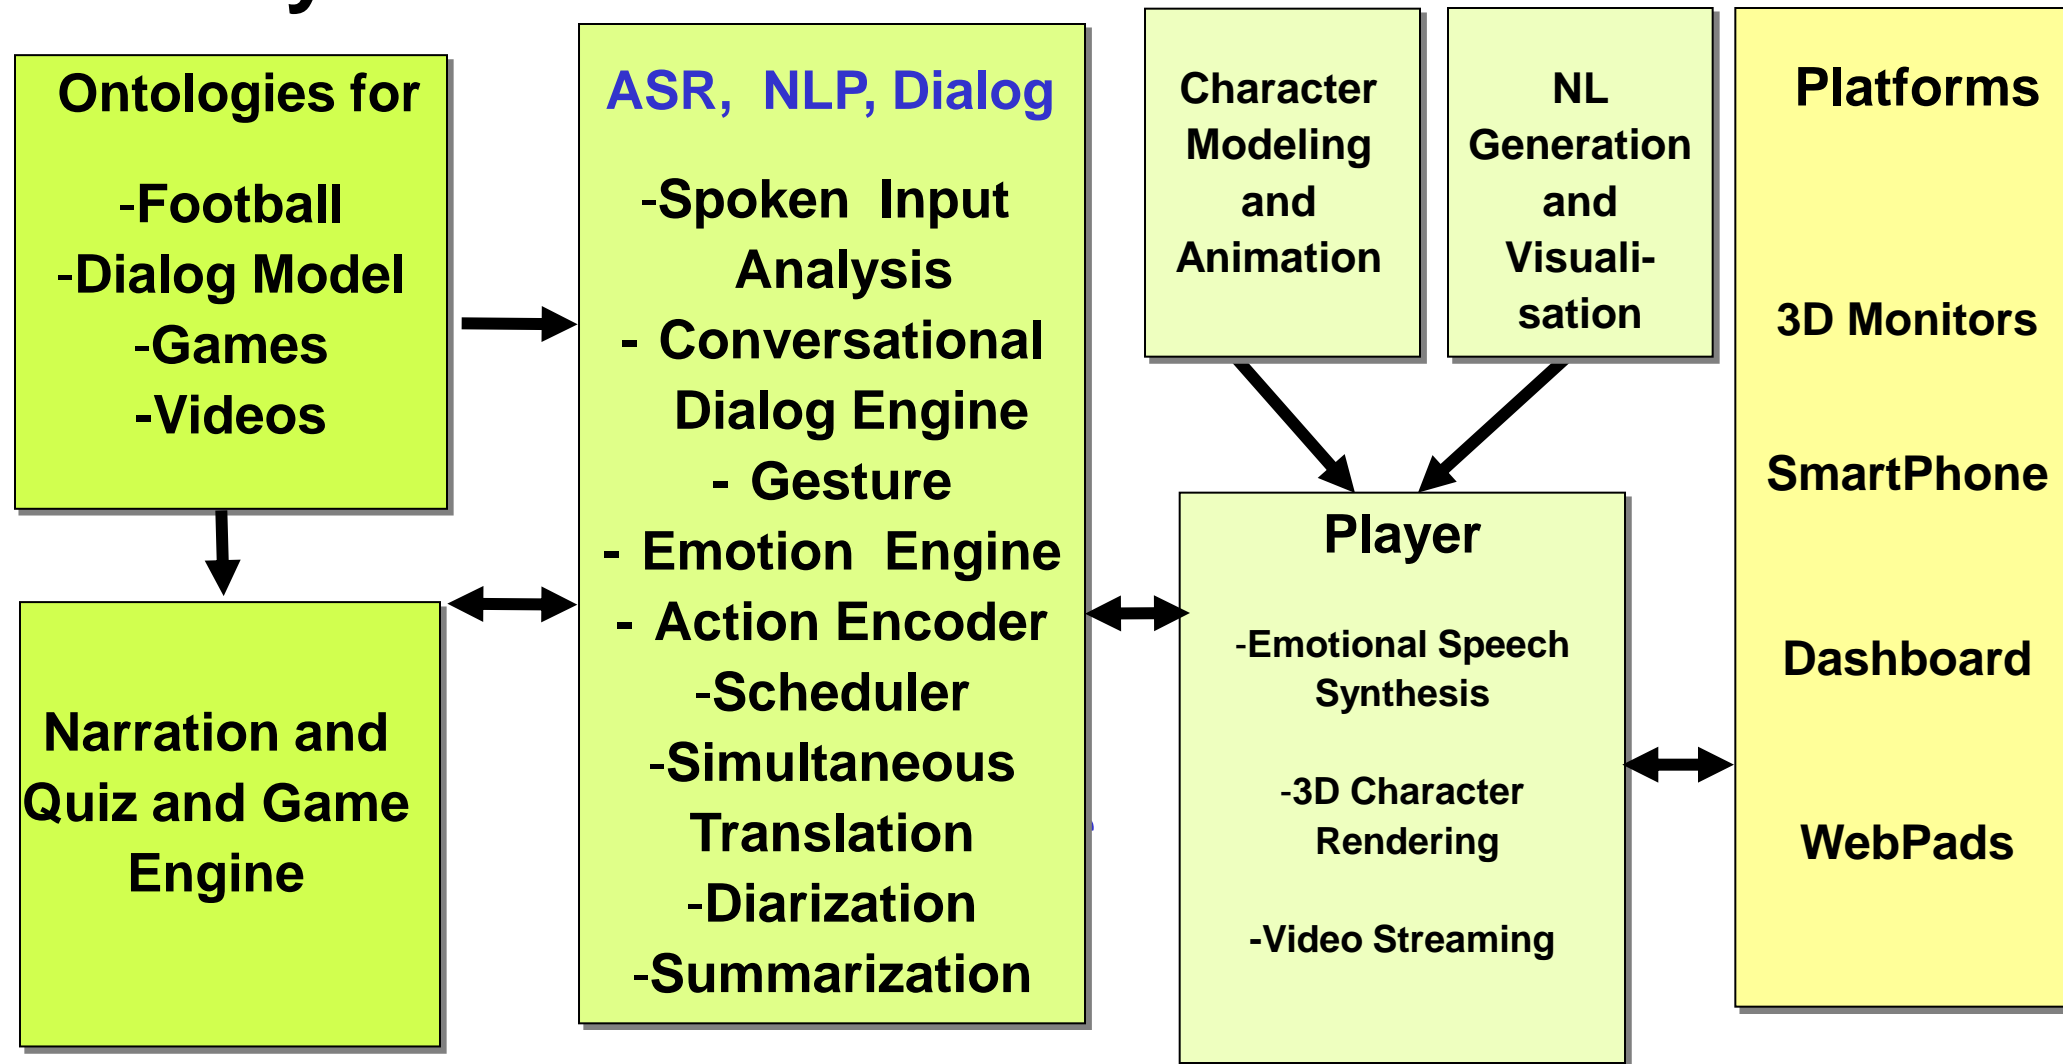 Ontologies for
-Football
-Dialog Model
-Games
-Videos
Narration and
Quiz and Game
Engine
ASR, NLP, Dialog
-Spoken Input
Analysis
- Conversational
Dialog Engine
- Gesture
- Emotion Engine
- Action Encoder
-Scheduler
-Simultaneous
Translation
-Diarization
-Summarization
Character
Modeling
and
Animation
NL
Generation
and
Visuali-
sation
Player
-Emotional Speech
Synthesis
-3D Character
Rendering
-Video Streaming
Platforms
3D Monitors
SmartPhone
Dashboard
WebPads